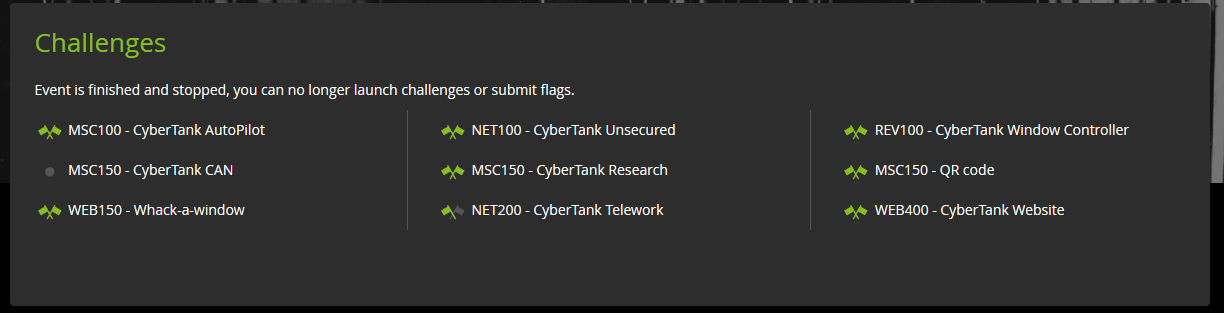 Challenges
Event is finished and stopped, you can no longer launch challenges or submit flags.
MSC100 - CyberTank AutoPilot
MSC150 - CyberTank CAN
WEB150 - Whack-a-window
NET100 - CyberTank Unsecured
MSC150 - CyberTank Research
NET200 - CyberTank Telework
REV100 - CyberTank Window Controller
MSC150 - QR code
WEB400 - CyberTank Website